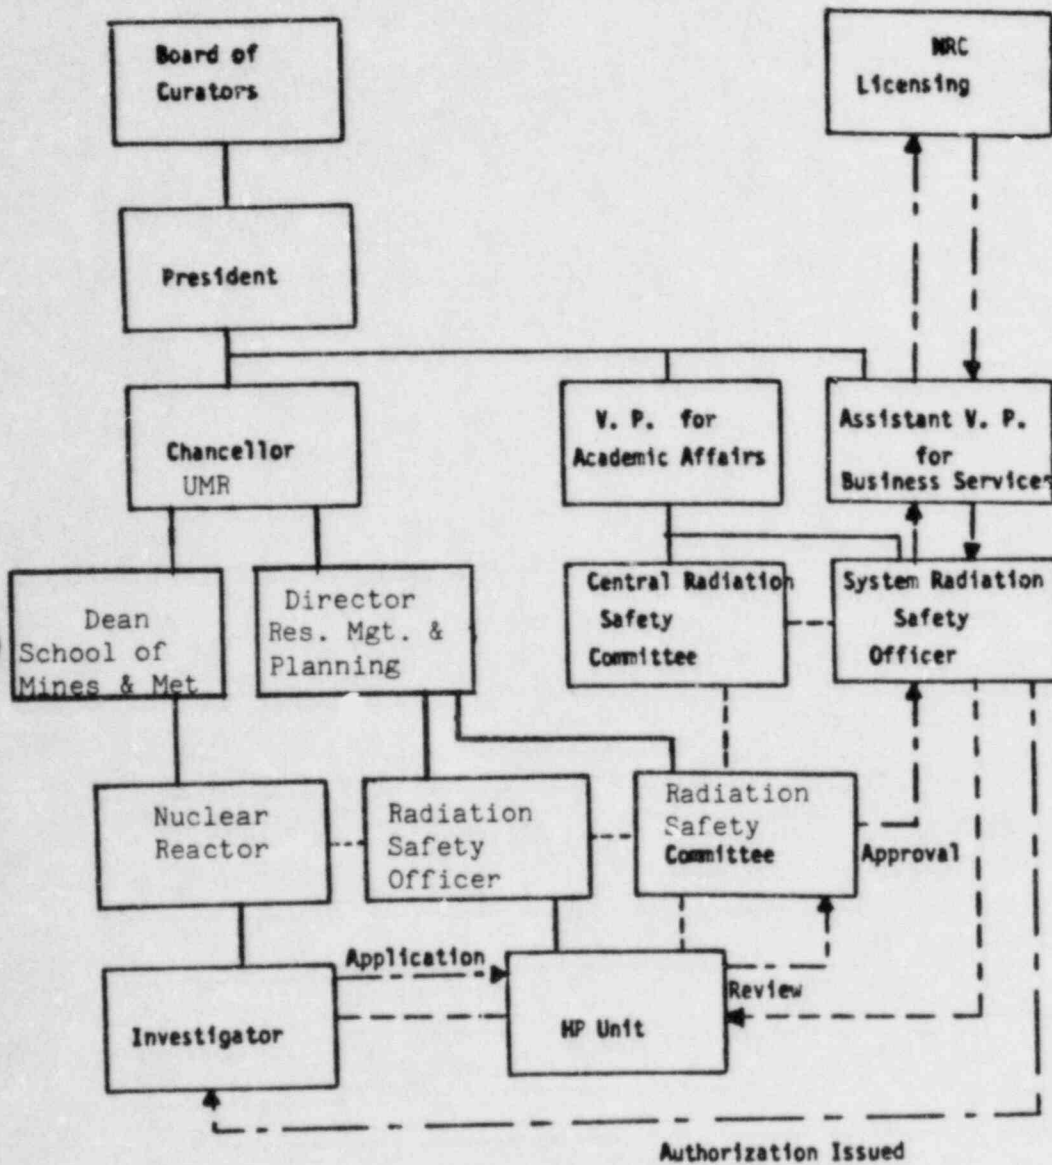 Board of
Curators
NRC
Licensing
President
Chancellor
UMR
V. P. for
Academic Affairs
Assistant V. P.
for
Business Services
Dean
School of
Mines & Met
Director
Res. Mgt. &
Planning
Central Radiation
Safety
Committee
System Radiation
Safety
Officer
Nuclear
Reactor
Radiation
Safety
Officer
Radiation
Safety
Committee
Approval
Application
Investigator
HP Unit
Review
Authorization Issued